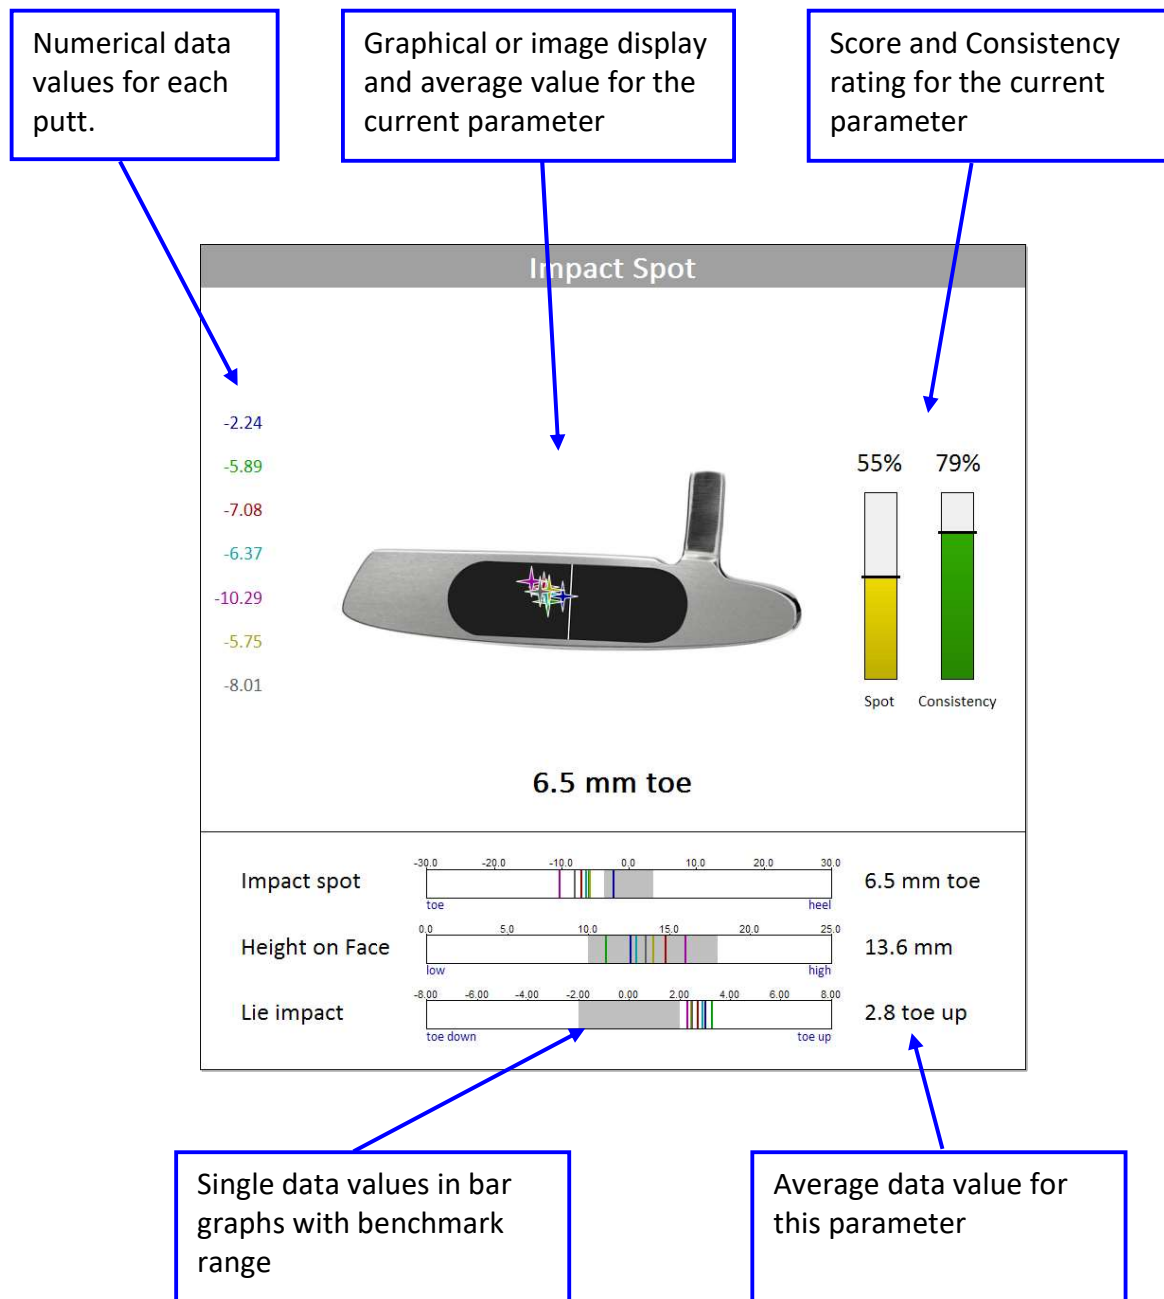 Numerical data
values for each
putt.
Graphical or image display
and average value for the
current parameter
Score and Consistency
rating for the current
parameter
Impact Spot
-2.24
-5.89
-7.08
-6.37
-10.29
-5.75
-8.01
55% 79%
Spot Consistency
6.5 mm toe
-30.0 -20.0 -10.0 0.0 10.0 20.0 30.0
Impact spot 6.5 mm toe
toe heel
0.0 5.0 10.0 15.0 20.0 25.0
Height on Face 13.6 mm
low high
-8.00 -6.00 -4.00 -2.00 0.00 2.00 4.00 6.00 8.00
Lie impact 2.8 toe up
toe down toe up
Single data values in bar
graphs with benchmark
range
Average data value for
this parameter